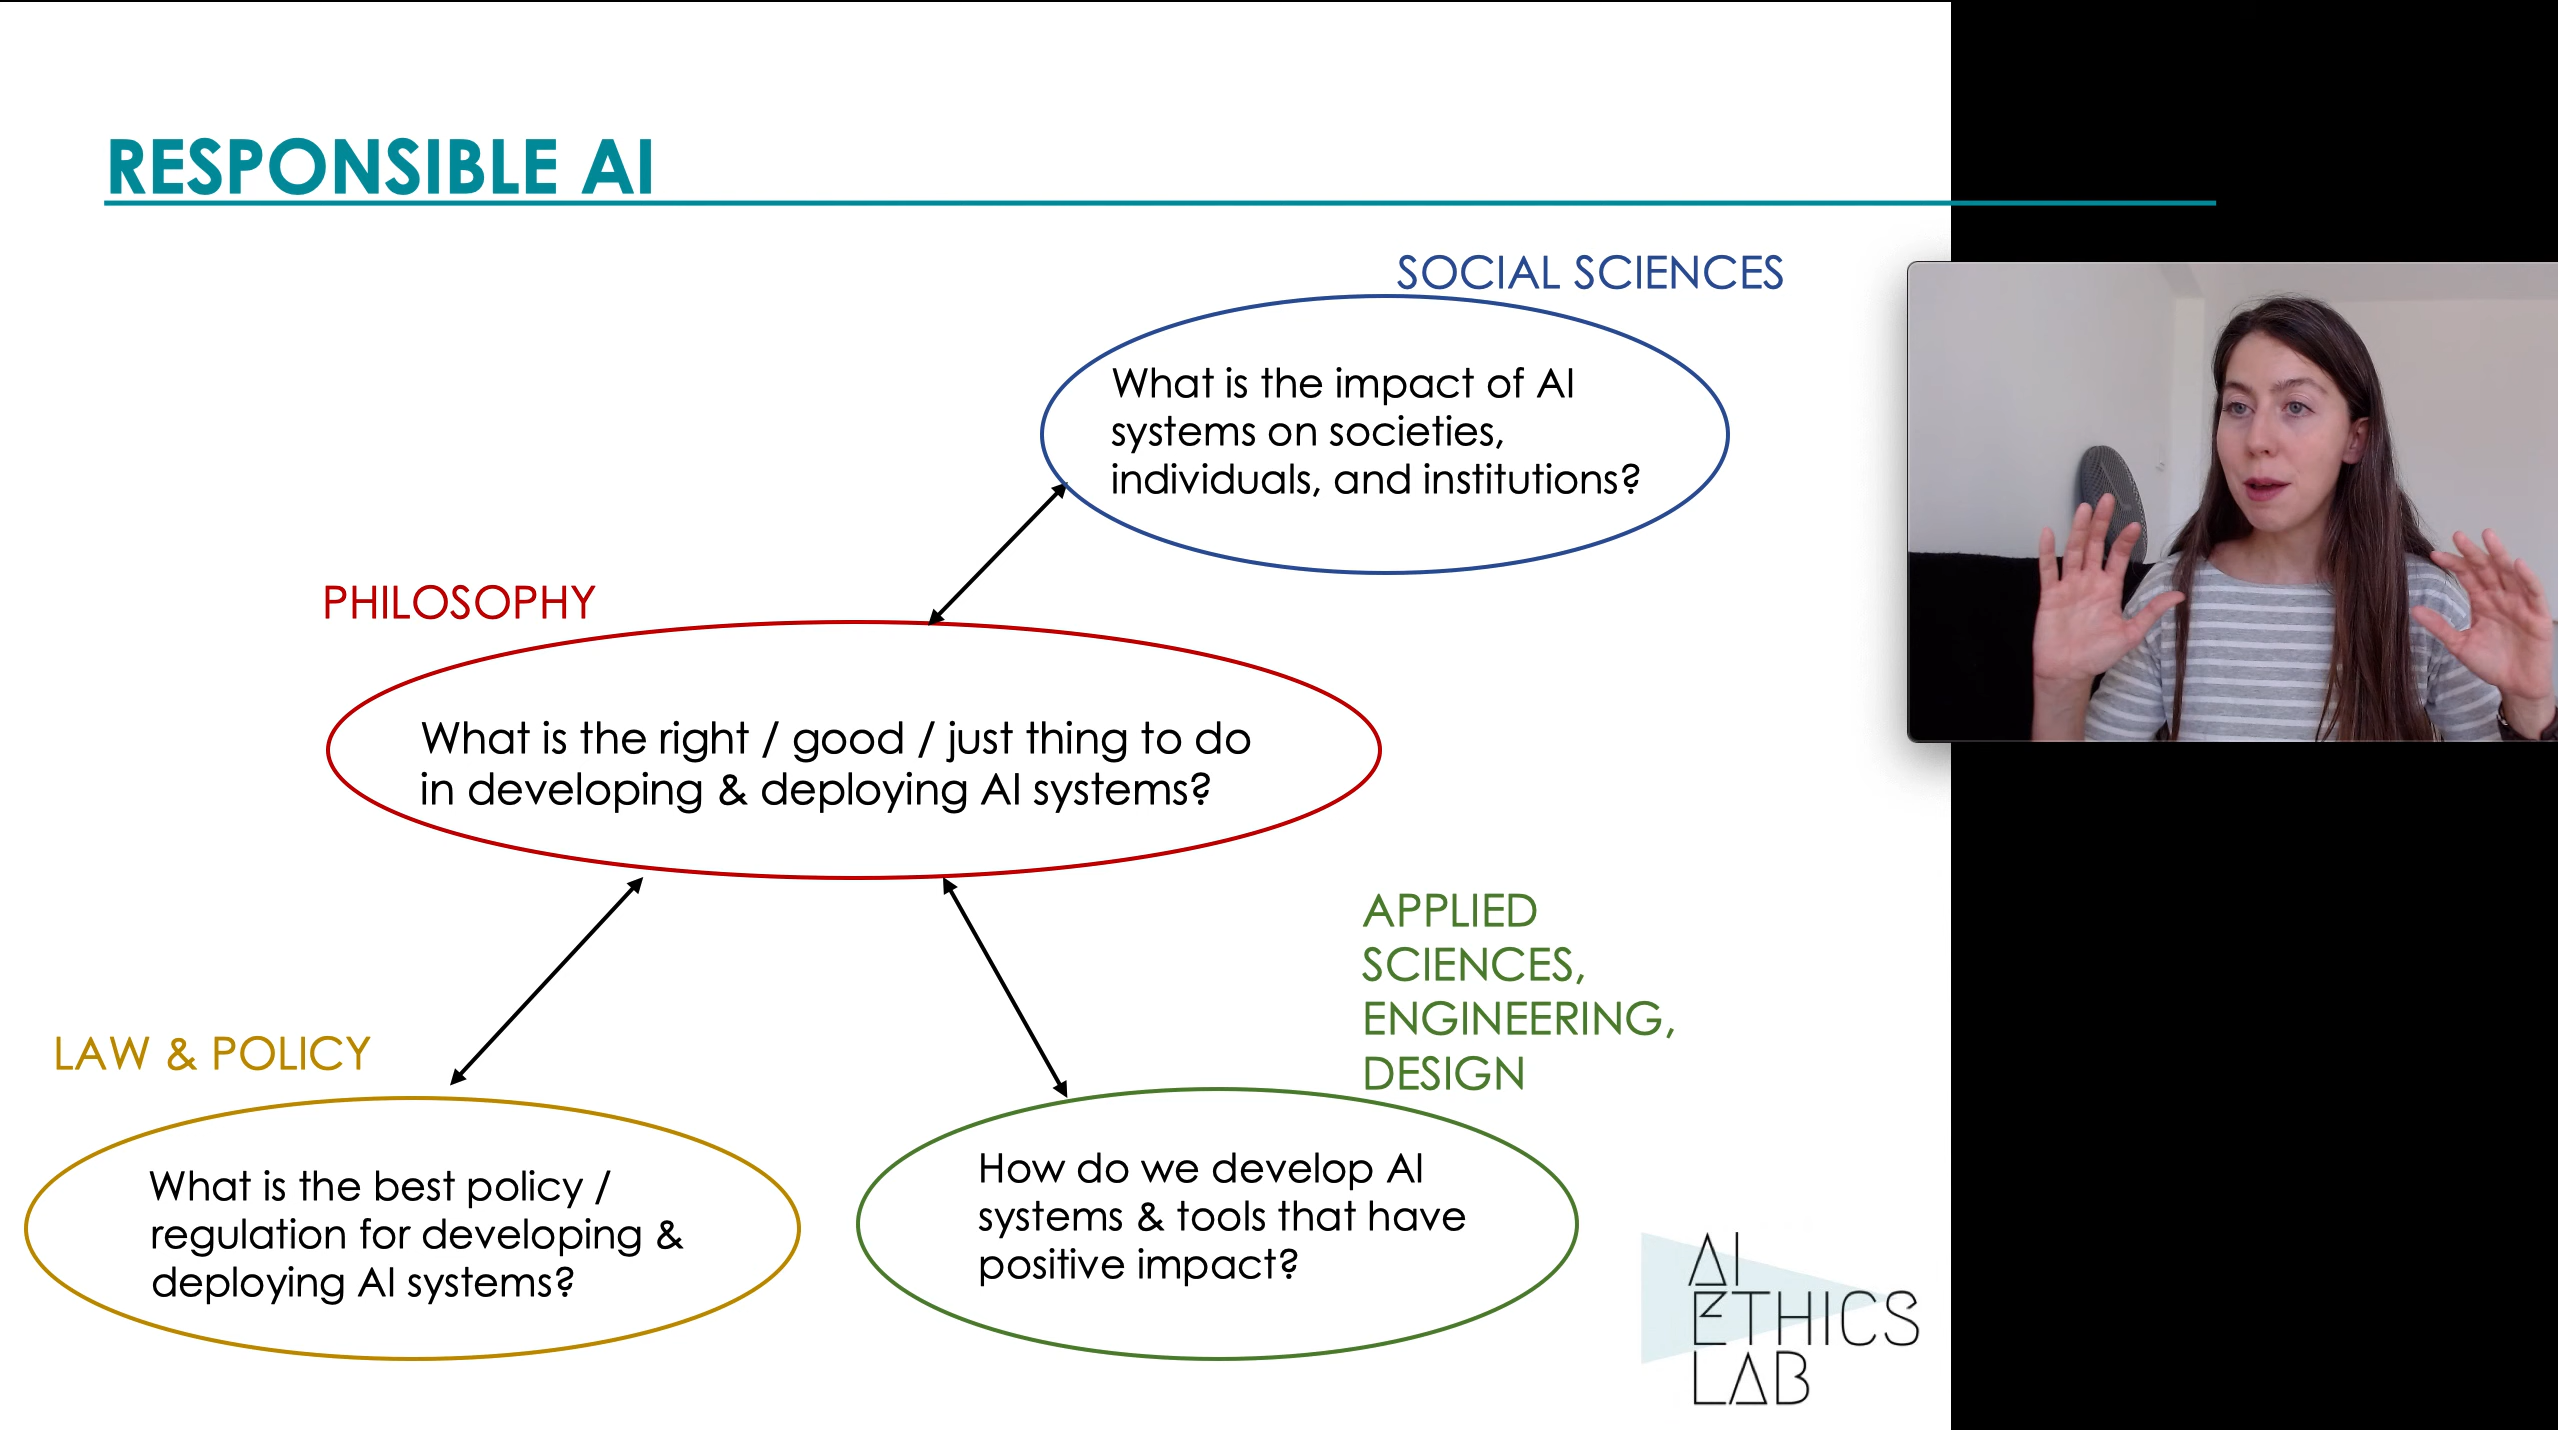 RESPONSIBLE AI
SOCIAL SCIENCES
What is the impact of AI
systems on societies,
individuals, and institutions?
PHILOSOPHY
What is the right / good / just thing to do
in developing & deploying AI systems?
LAW & POLICY
What is the best policy /
regulation for developing &
deploying AI systems?
APPLIED
SCIENCES,
ENGINEERING,
DESIGN
How do we develop AI
systems & tools that have
positive impact?
AI
ETHICS
LAB